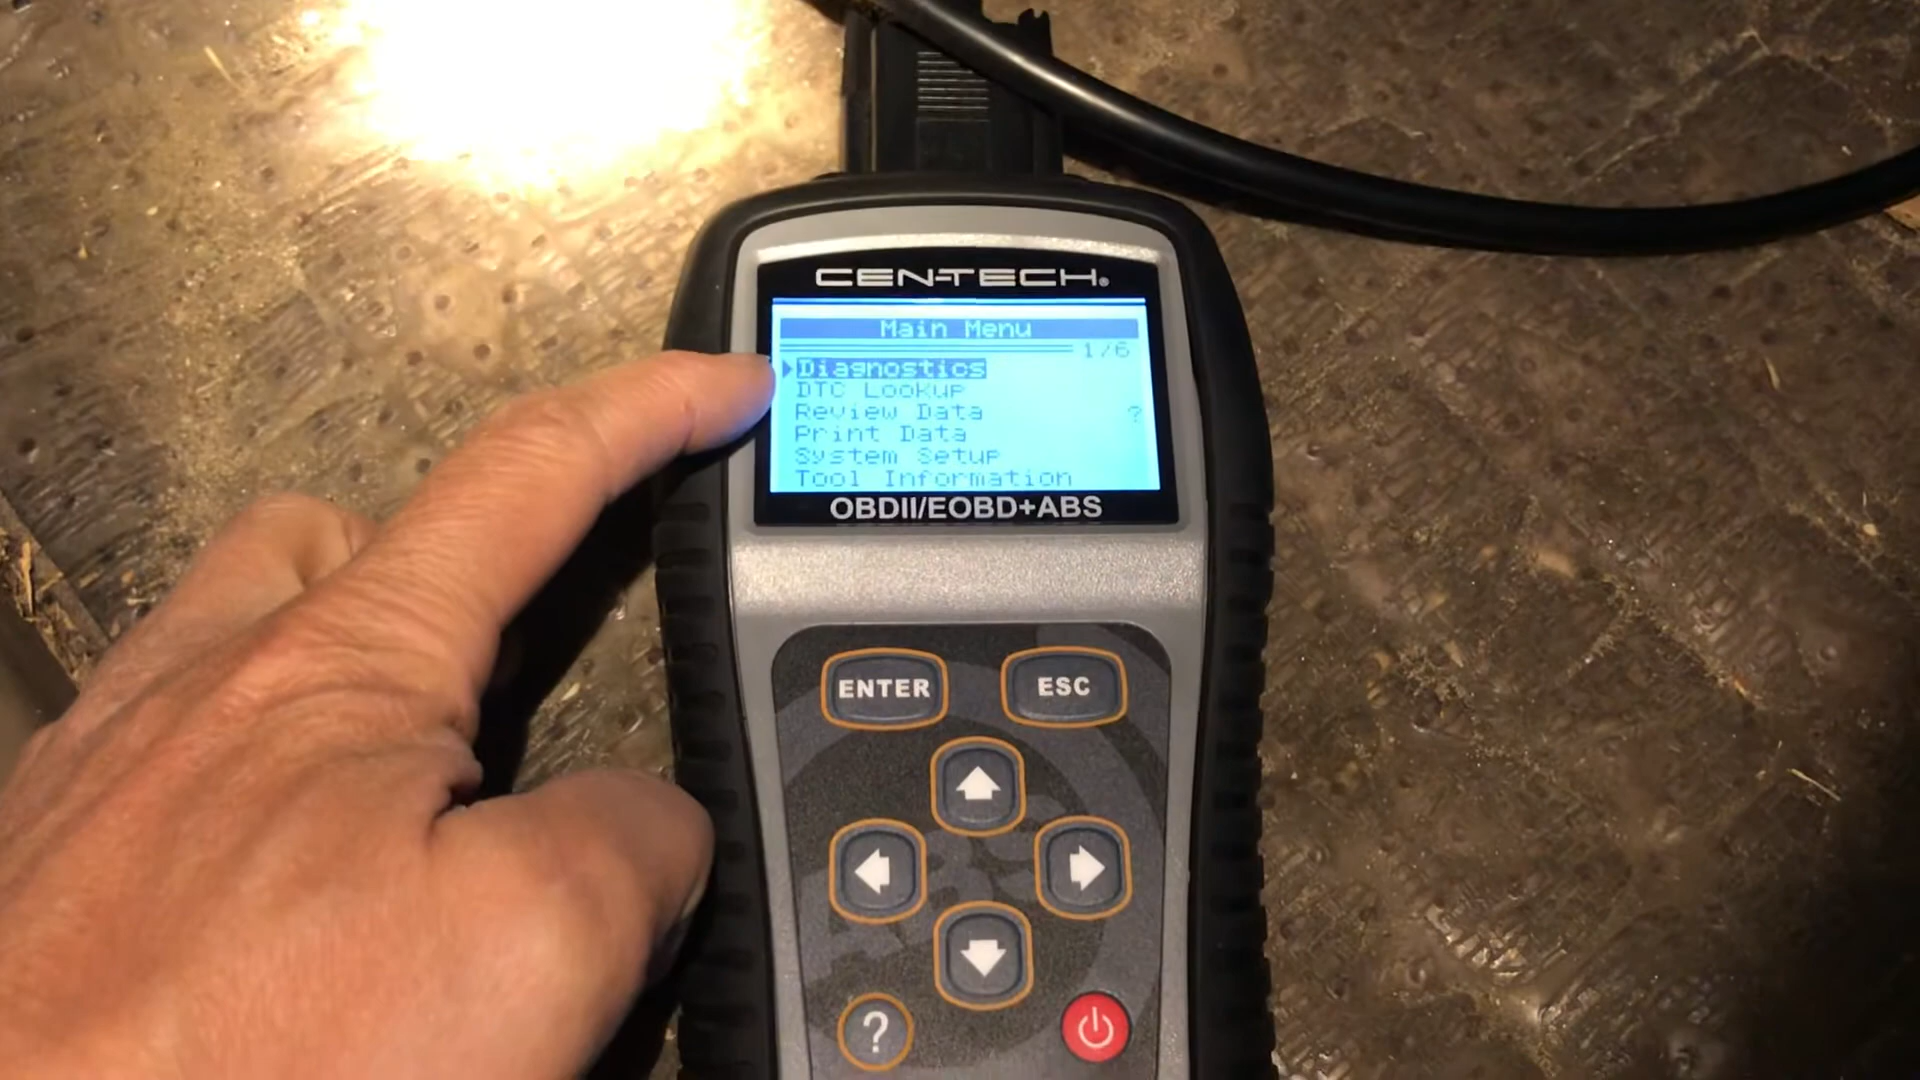 CEN-TECH®
Main Menu
1/6
Diagnostics
DTC Lookup
Review Data ?
Print Data
System Setup
Tool Information
OBDII/EOBD+ABS
ENTER ESC
?